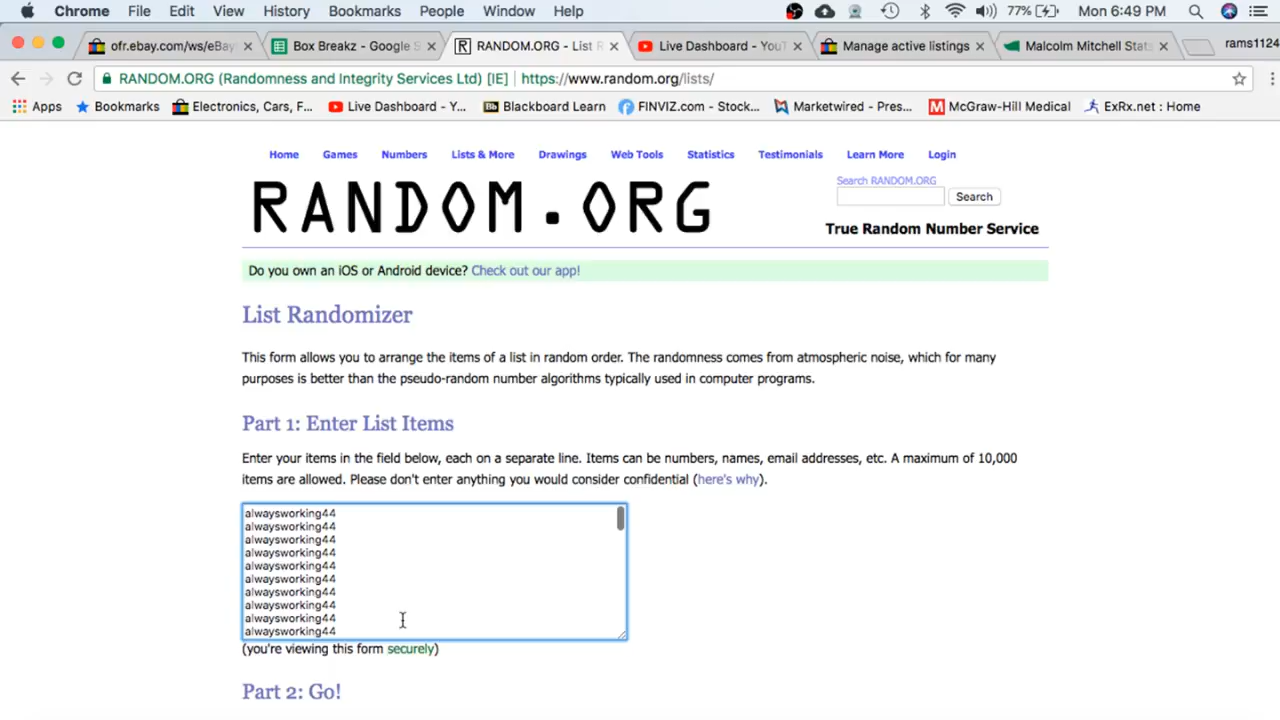 Chrome File Edit View History Bookmarks People Window Help 77% Mon 6:49 PM
ofr.ebay.com/ws/eBay Box Breakz - Google S RANDOM.ORG - List R Live Dashboard - YouT Manage active listings Malcolm Mitchell Stats rams1124
RANDOM.ORG (Randomness and Integrity Services Ltd) [IE] https://www.random.org/lists/
Apps Bookmarks Electronics, Cars, F... Live Dashboard - Y... Bb Blackboard Learn FINVIZ.com - Stock... Marketwired - Pres... M McGraw-Hill Medical ExRx.net : Home
Home Games Numbers Lists & More Drawings Web Tools Statistics Testimonials Learn More Login
Search RANDOM.ORG
RANDOM.ORG
Search
True Random Number Service
Do you own an iOS or Android device? Check out our app!
List Randomizer
This form allows you to arrange the items of a list in random order. The randomness comes from atmospheric noise, which for many
purposes is better than the pseudo-random number algorithms typically used in computer programs.
Part 1: Enter List Items
Enter your items in the field below, each on a separate line. Items can be numbers, names, email addresses, etc. A maximum of 10,000
items are allowed. Please don't enter anything you would consider confidential (here's why).
alwaysworking44
alwaysworking44
alwaysworking44
alwaysworking44
alwaysworking44
alwaysworking44
alwaysworking44
alwaysworking44
alwaysworking44
alwaysworking44
(you're viewing this form securely)
Part 2: Go!